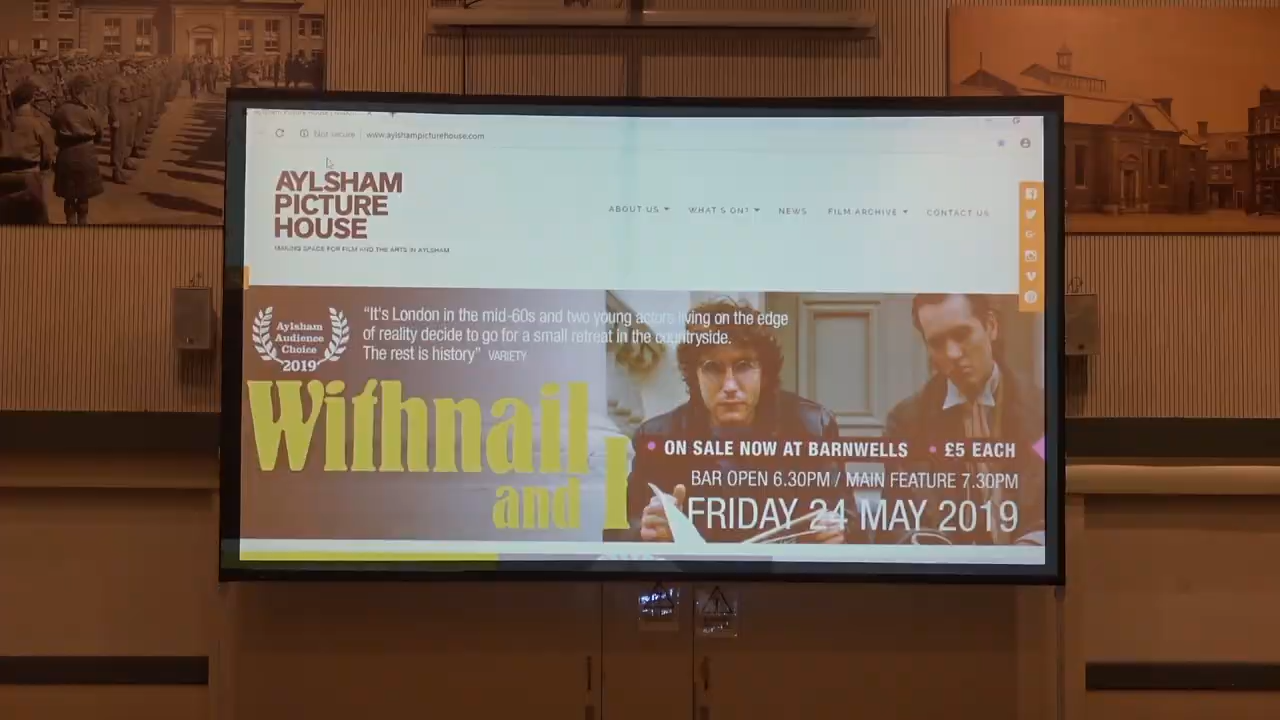 Not secure
www.aylshampicturehouse.com
AYLSHAM
PICTURE
HOUSE
MAKING SPACE FOR FILM AND THE ARTS IN AYLSHAM
ABOUT US
WHAT'S ON?
NEWS
FILM ARCHIVE
CONTACT US
Aylsham
Audience
Choice
2019
“It's London in the mid-60s and two young actors living on the edge
of reality decide to go for a small retreat in the countryside.
The rest is history” VARIETY
Withnail
and I
• ON SALE NOW AT BARNWELLS • £5 EACH
BAR OPEN 6.30PM / MAIN FEATURE 7.30PM
FRIDAY 24 MAY 2019